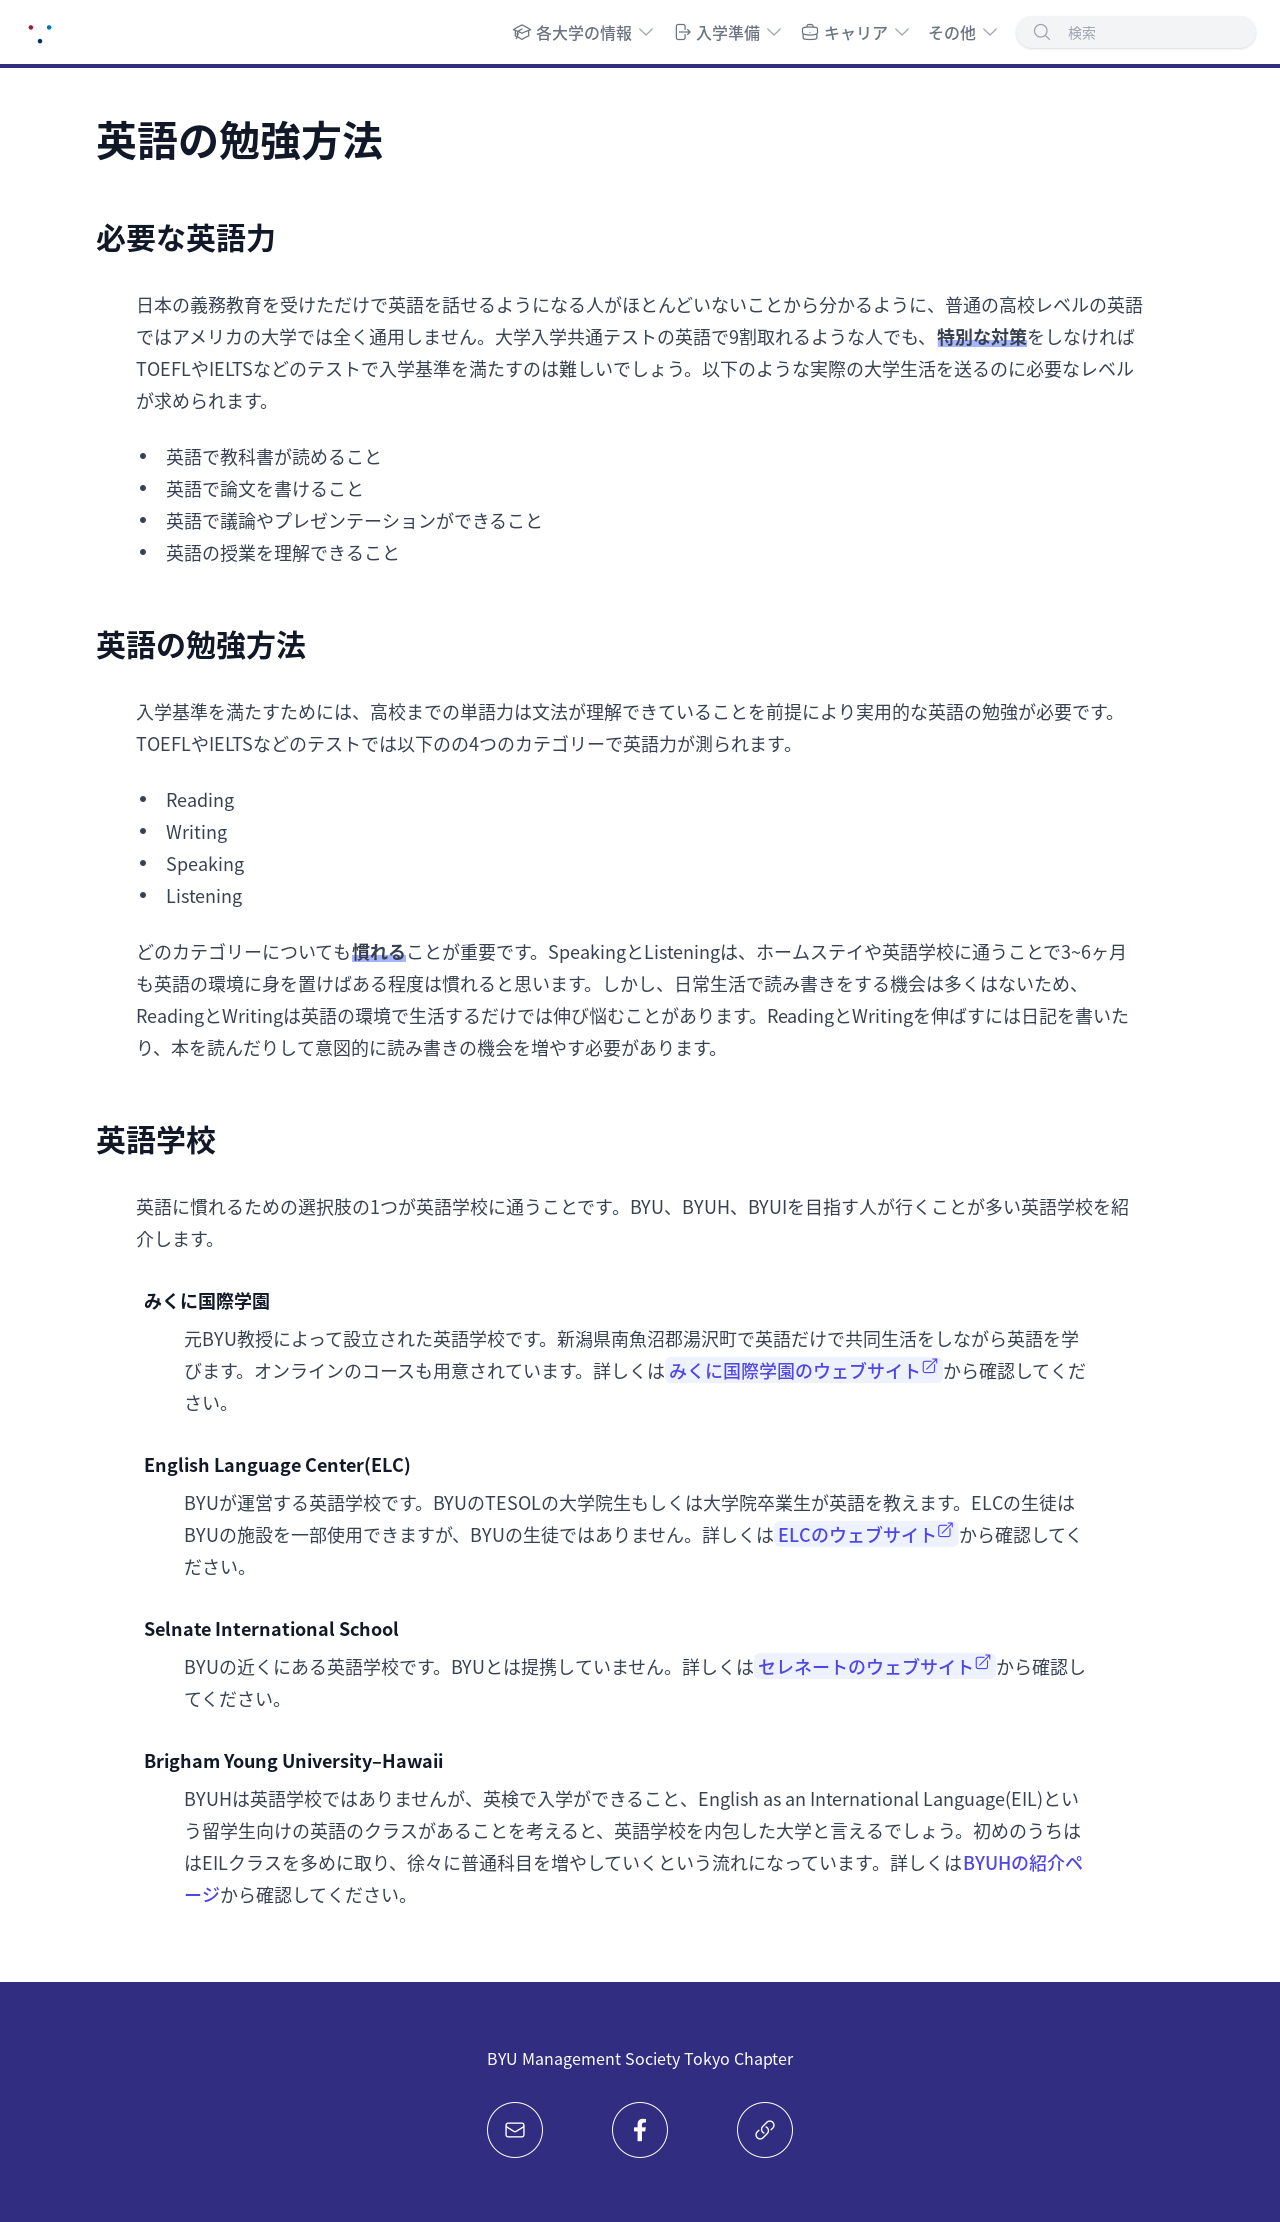 各大学の情報 入学準備 キャリア その他 検索
英語の勉強方法
必要な英語力
日本の義務教育を受けただけで英語を話せるようになる人がほとんどいないことから分かるように、普通の高校レベルの英語
ではアメリカの大学では全く通用しません。大学入学共通テストの英語で9割取れるような人でも、特別な対策をしなければ
TOEFLやIELTSなどのテストで入学基準を満たすのは難しいでしょう。以下のような実際の大学生活を送るのに必要なレベル
が求められます。
• 英語で教科書が読めること
• 英語で論文を書けること
• 英語で議論やプレゼンテーションができること
• 英語の授業を理解できること
英語の勉強方法
入学基準を満たすためには、高校までの単語力は文法が理解できていることを前提により実用的な英語の勉強が必要です。
TOEFLやIELTSなどのテストでは以下のの4つのカテゴリーで英語力が測られます。
• Reading
• Writing
• Speaking
• Listening
どのカテゴリーについても慣れることが重要です。SpeakingとListeningは、ホームステイや英語学校に通うことで3~6ヶ月
も英語の環境に身を置けばある程度は慣れると思います。しかし、日常生活で読み書きをする機会は多くはないため、
ReadingとWritingは英語の環境で生活するだけでは伸び悩むことがあります。ReadingとWritingを伸ばすには日記を書いた
り、本を読んだりして意図的に読み書きの機会を増やす必要があります。
英語学校
英語に慣れるための選択肢の1つが英語学校に通うことです。BYU、BYUH、BYUIを目指す人が行くことが多い英語学校を紹
介します。
みくに国際学園
元BYU教授によって設立された英語学校です。新潟県南魚沼郡湯沢町で英語だけで共同生活をしながら英語を学
びます。オンラインのコースも用意されています。詳しくはみくに国際学園のウェブサイトから確認してくだ
さい。
English Language Center(ELC)
BYUが運営する英語学校です。BYUのTESOLの大学院生もしくは大学院卒業生が英語を教えます。ELCの生徒は
BYUの施設を一部使用できますが、BYUの生徒ではありません。詳しくはELCのウェブサイトから確認してく
ださい。
Selnate International School
BYUの近くにある英語学校です。BYUとは提携していません。詳しくはセレネートのウェブサイトから確認し
てください。
Brigham Young University–Hawaii
BYUHは英語学校ではありませんが、英検で入学ができること、English as an International Language(EIL)とい
う留学生向けの英語のクラスがあることを考えると、英語学校を内包した大学と言えるでしょう。初めのうちは
はEILクラスを多めに取り、徐々に普通科目を増やしていくという流れになっています。詳しくはBYUHの紹介ペ
ージから確認してください。
BYU Management Society Tokyo Chapter